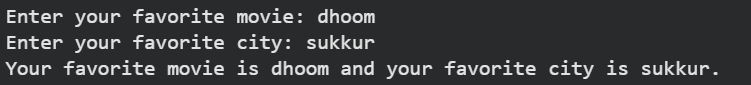 Enter your favorite movie: dhoom
Enter your favorite city: sukkur
Your favorite movie is dhoom and your favorite city is sukkur.